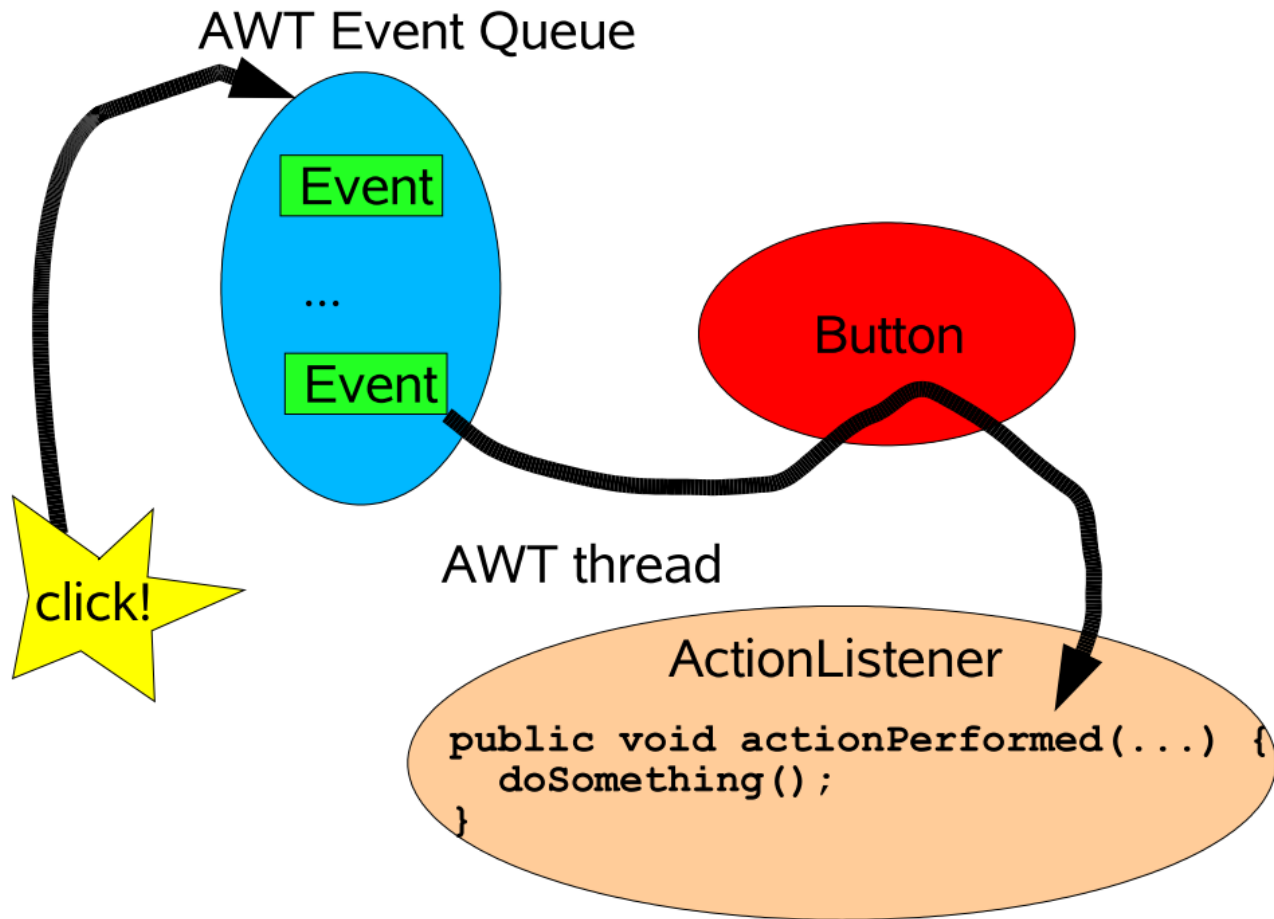 AWT Event Queue
Event
...
Event
Button
click!
AWT thread
ActionListener
public void actionPerformed(...) {
  doSomething();
}